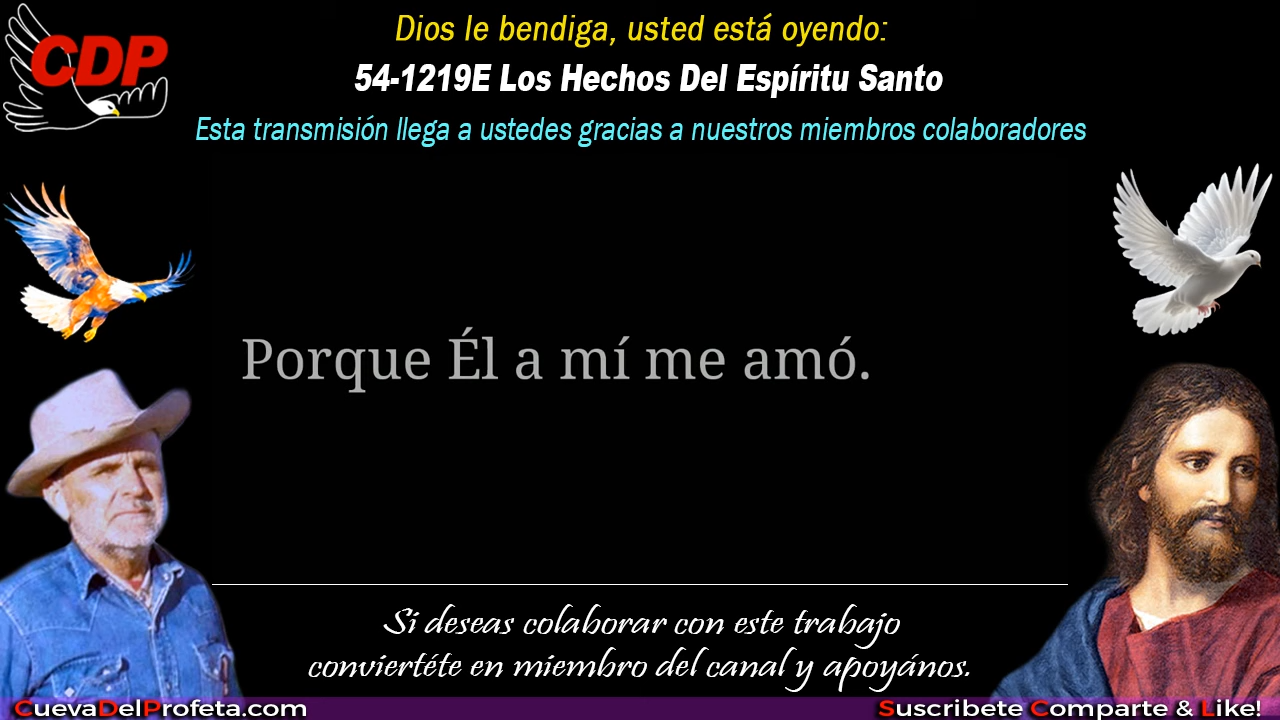 CDP
Dios le bendiga, usted está oyendo:
54-1219E Los Hechos Del Espíritu Santo
Esta transmisión llega a ustedes gracias a nuestros miembros colaboradores
Porque Él a mí me amó.
Si deseas colaborar con este trabajo
conviertéte en miembro del canal y apoyános.
CuevaDelProfeta.com
Suscribete Comparte & Like!